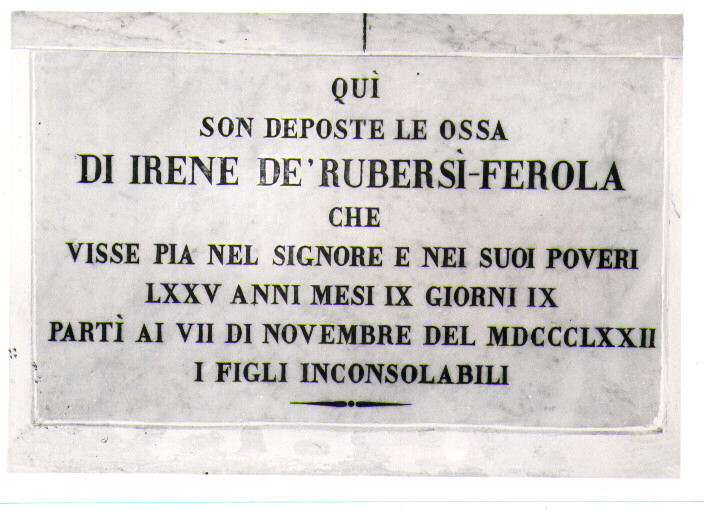 QUÌ
SON DEPOSTE LE OSSA
DI IRENE DE' RUBERSÌ-FEROLA
CHE
VISSE PIA NEL SIGNORE E NEI SUOI POVERI
LXXV ANNI MESI IX GIORNI IX
PARTÌ AI VII DI NOVEMBRE DEL MDCCCLXXII
I FIGLI INCONSOLABILI